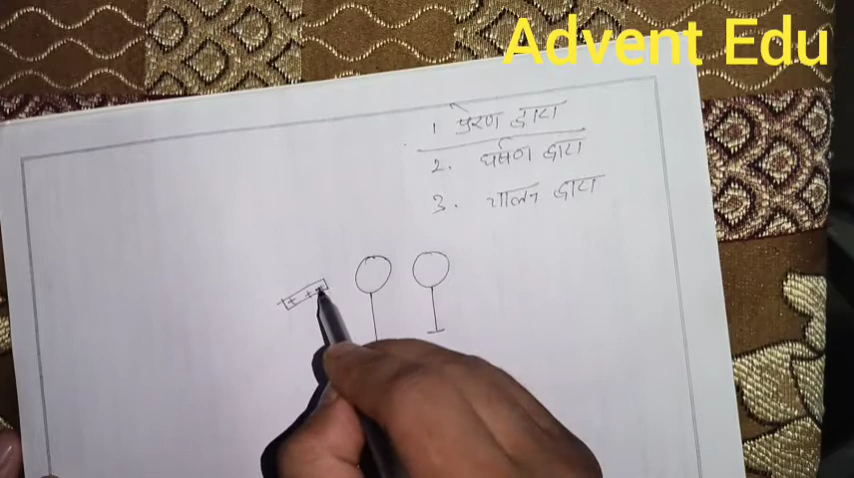 Advent Edu
1 प्रेरण द्वारा
2. घर्षण द्वारा
3. चालन द्वारा
+ + +